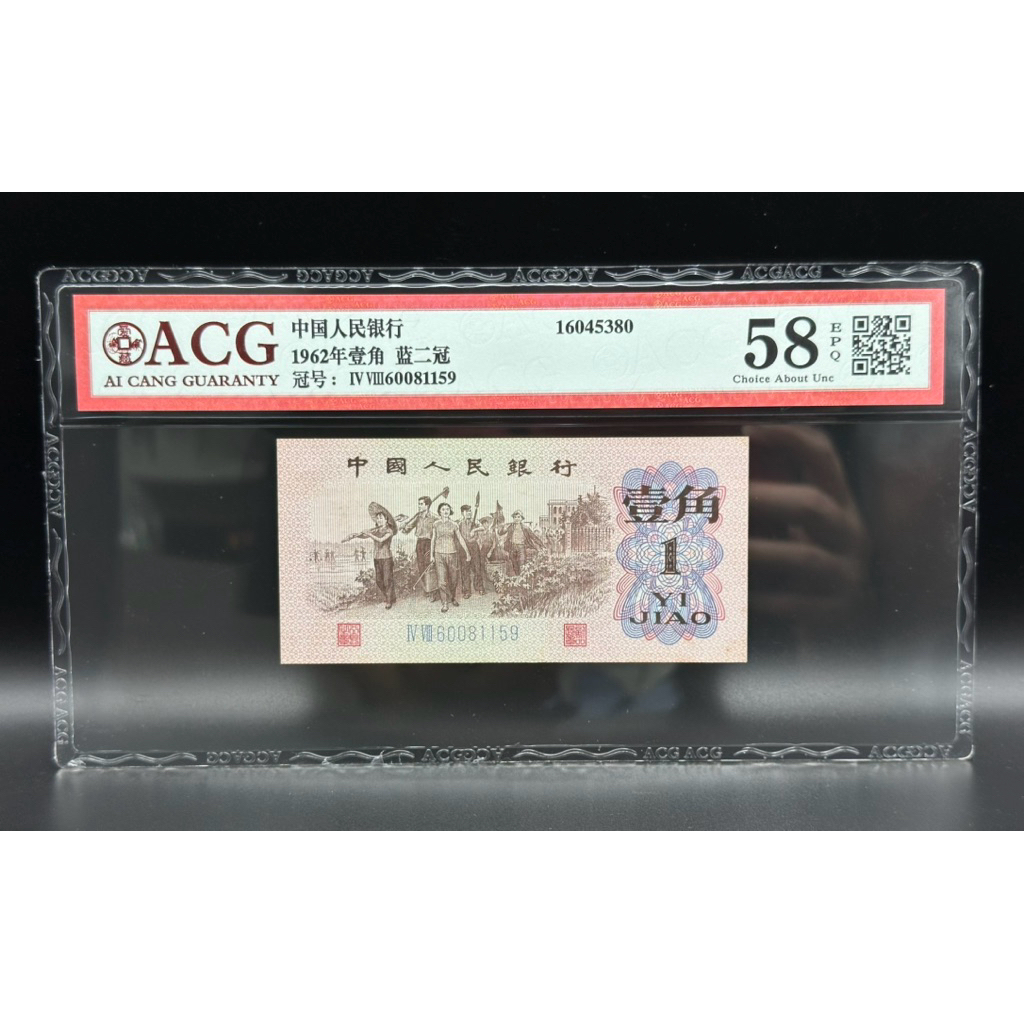 ACG
AI CANG GUARANTY
中国人民银行
1962年壹角 蓝二冠
冠号：ⅣⅧ60081159
16045380
58
EPQ
Choice About Unc
中國人民銀行
壹角
1
YI
JIAO
ⅣⅧ60081159